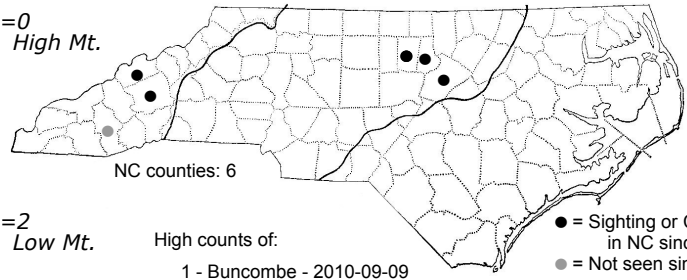 =0
High Mt.
NC counties: 6
=2
Low Mt.
High counts of:
1 - Buncombe - 2010-09-09
● = Sighting or
in NC sinc
● = Not seen sin